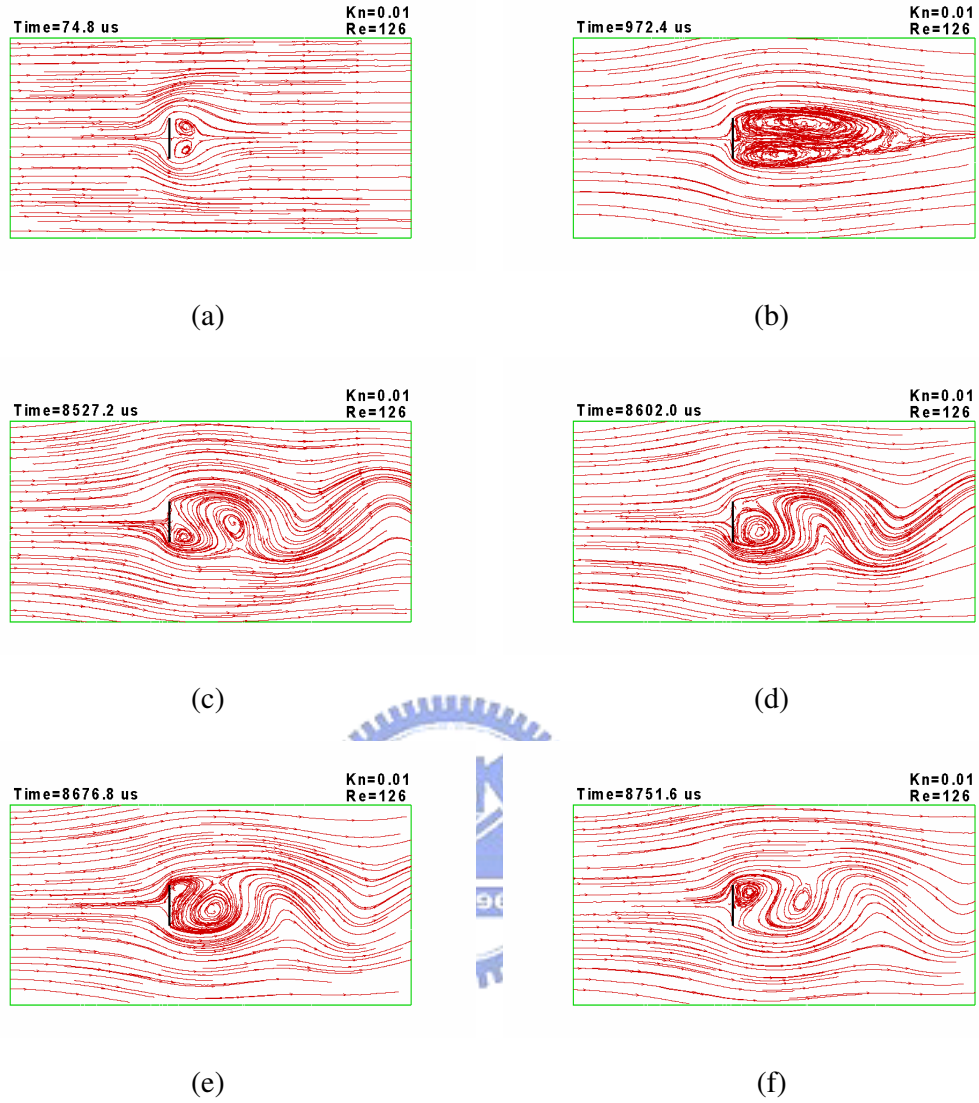 Time=74.8 us
Kn=0.01
Re=126
Time=972.4 us
Kn=0.01
Re=126
(a)
(b)
Time=8527.2 us
Kn=0.01
Re=126
Time=8602.0 us
Kn=0.01
Re=126
(c)
(d)
Time=8676.8 us
Kn=0.01
Re=126
Time=8751.6 us
Kn=0.01
Re=126
(e)
(f)